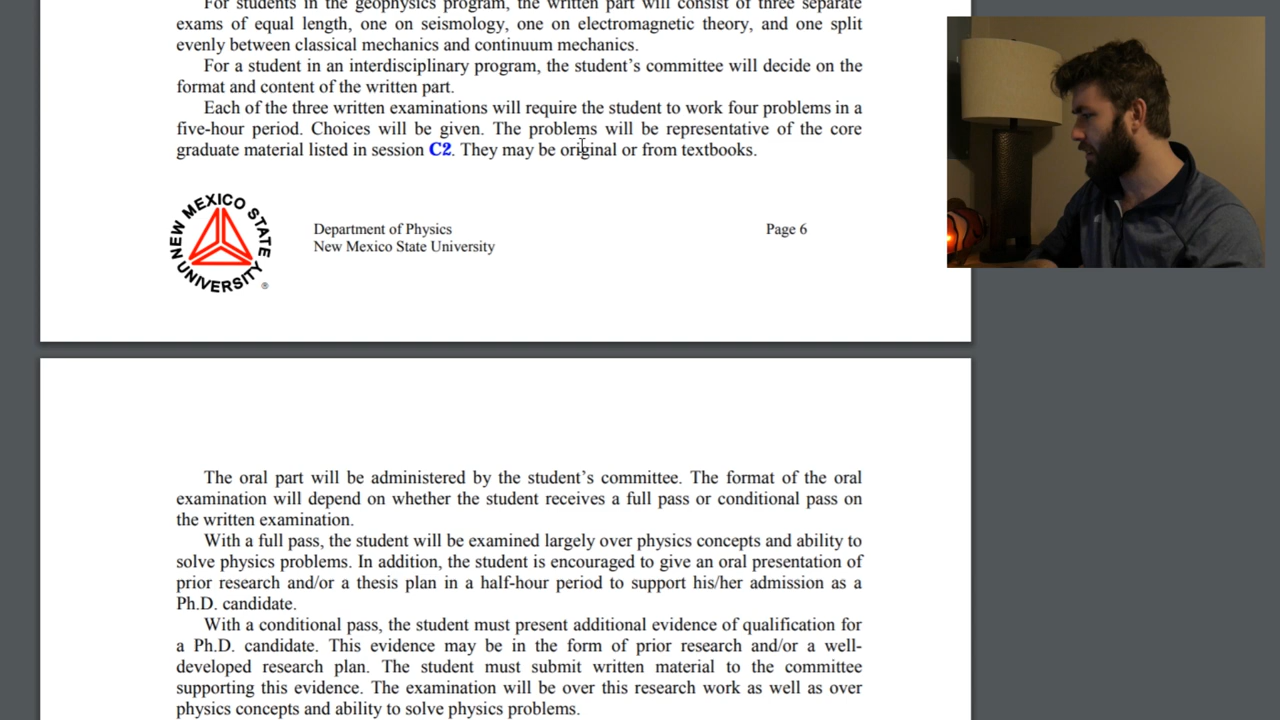 For students in the geophysics program, the written part will consist of three separate
exams of equal length, one on seismology, one on electromagnetic theory, and one split
evenly between classical mechanics and continuum mechanics.
For a student in an interdisciplinary program, the student's committee will decide on the
format and content of the written part.
Each of the three written examinations will require the student to work four problems in a
five-hour period. Choices will be given. The problems will be representative of the core
graduate material listed in session C2. They may be original or from textbooks.
NEW MEXICO STATE UNIVERSITY ®
Department of Physics
New Mexico State University
Page 6
The oral part will be administered by the student's committee. The format of the oral
examination will depend on whether the student receives a full pass or conditional pass on
the written examination.
With a full pass, the student will be examined largely over physics concepts and ability to
solve physics problems. In addition, the student is encouraged to give an oral presentation of
prior research and/or a thesis plan in a half-hour period to support his/her admission as a
Ph.D. candidate.
With a conditional pass, the student must present additional evidence of qualification for
a Ph.D. candidate. This evidence may be in the form of prior research and/or a well-
developed research plan. The student must submit written material to the committee
supporting this evidence. The examination will be over this research work as well as over
physics concepts and ability to solve physics problems.